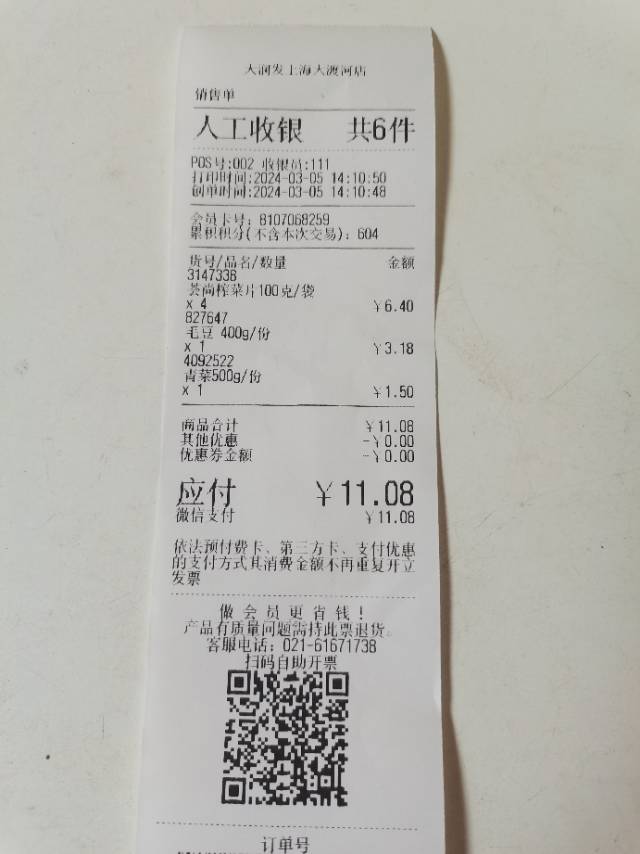 大润发上海大渡河店
销售单
人工收银 共6件
POS号:002 收银员:111
打印时间:2024-03-05 14:10:50
创单时间:2024-03-05 14:10:48
会员卡号: 8107068259
累积积分(不含本次交易): 604
货号/品名/数量 金额
3147338
荟尚榨菜片100克/袋
x 4 ¥6.40
827647
毛豆 400g/份
x 1 ¥3.18
4092522
青菜500g/份
x 1 ¥1.50
商品合计 ¥11.08
其他优惠 -¥0.00
优惠券金额 -¥0.00
应付 ¥11.08
微信支付 ¥11.08
依法预付费卡、第三方卡、支付优惠
的支付方式其消费金额不再重复开立
发票
做会员更省钱!
产品有质量问题需持此票退货。
客服电话: 021-61671738
扫码自助开票
订单号